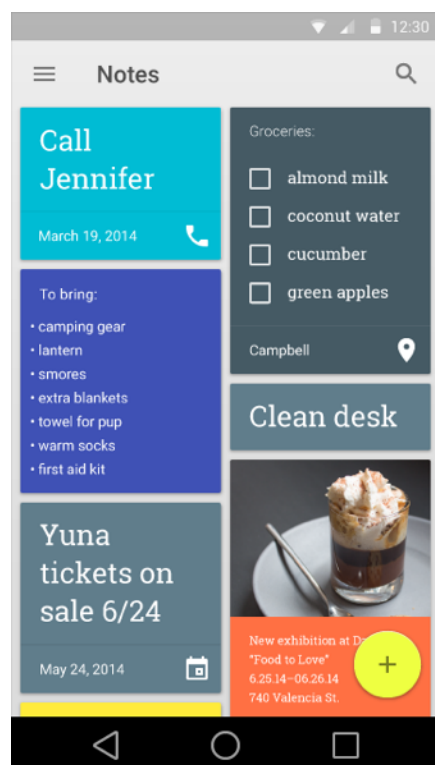 12:30
Notes
Call
Jennifer
March 19, 2014
To bring:
• camping gear
• lantern
• smores
• extra blankets
• towel for pup
• warm socks
• first aid kit
Yuna
tickets on
sale 6/24
May 24, 2014
Groceries:
almond milk
coconut water
cucumber
green apples
Campbell
Clean desk
New exhibition at
"Food to Love"
6.25.14–06.26.14
740 Valencia St.
+